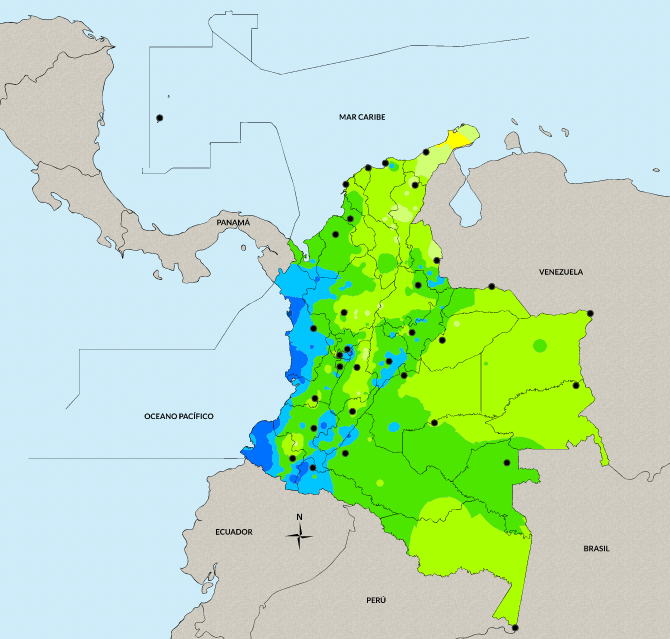 MAR CARIBE
PANAMÁ
VENEZUELA
OCEANO PACÍFICO
N
ECUADOR
BRASIL
PERÚ